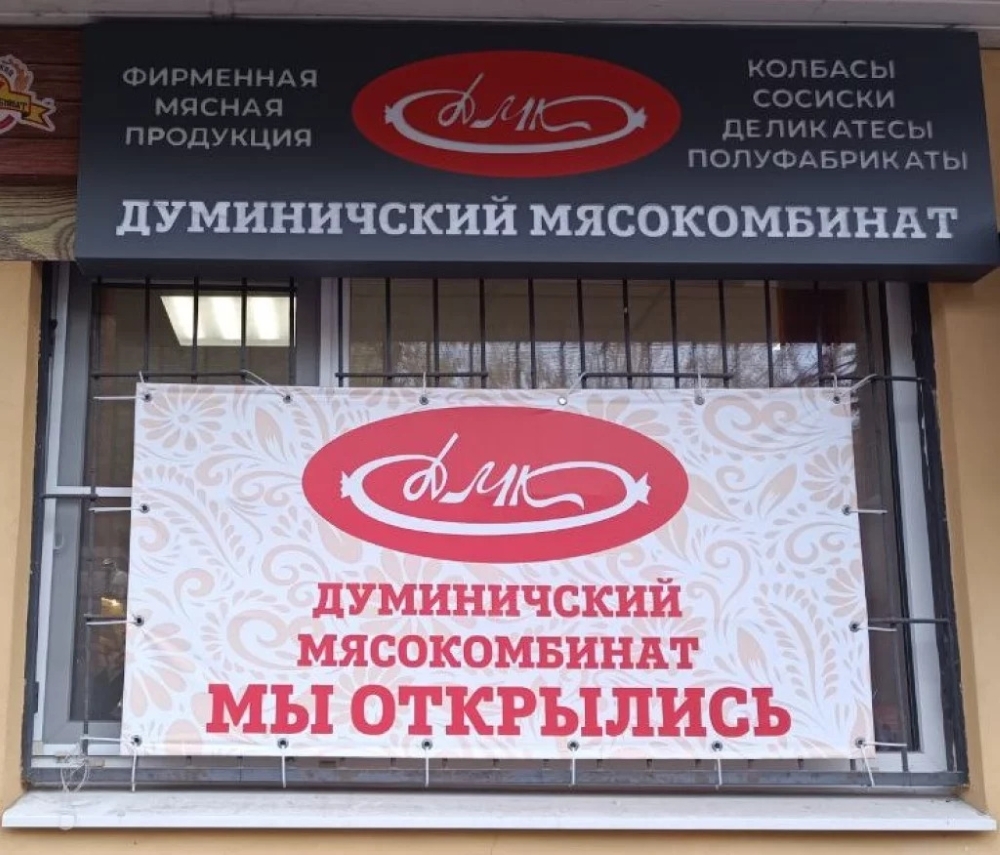 ФИРМЕННАЯ
МЯСНАЯ
ПРОДУКЦИЯ
ДМК
КОЛБАСЫ
СОСИСКИ
ДЕЛИКАТЕСЫ
ПОЛУФАБРИКАТЫ
ДУМИНИЧСКИЙ МЯСОКОМБИНАТ
ДМК
ДУМИНИЧСКИЙ
МЯСОКОМБИНАТ
МЫ ОТКРЫЛИСЬ